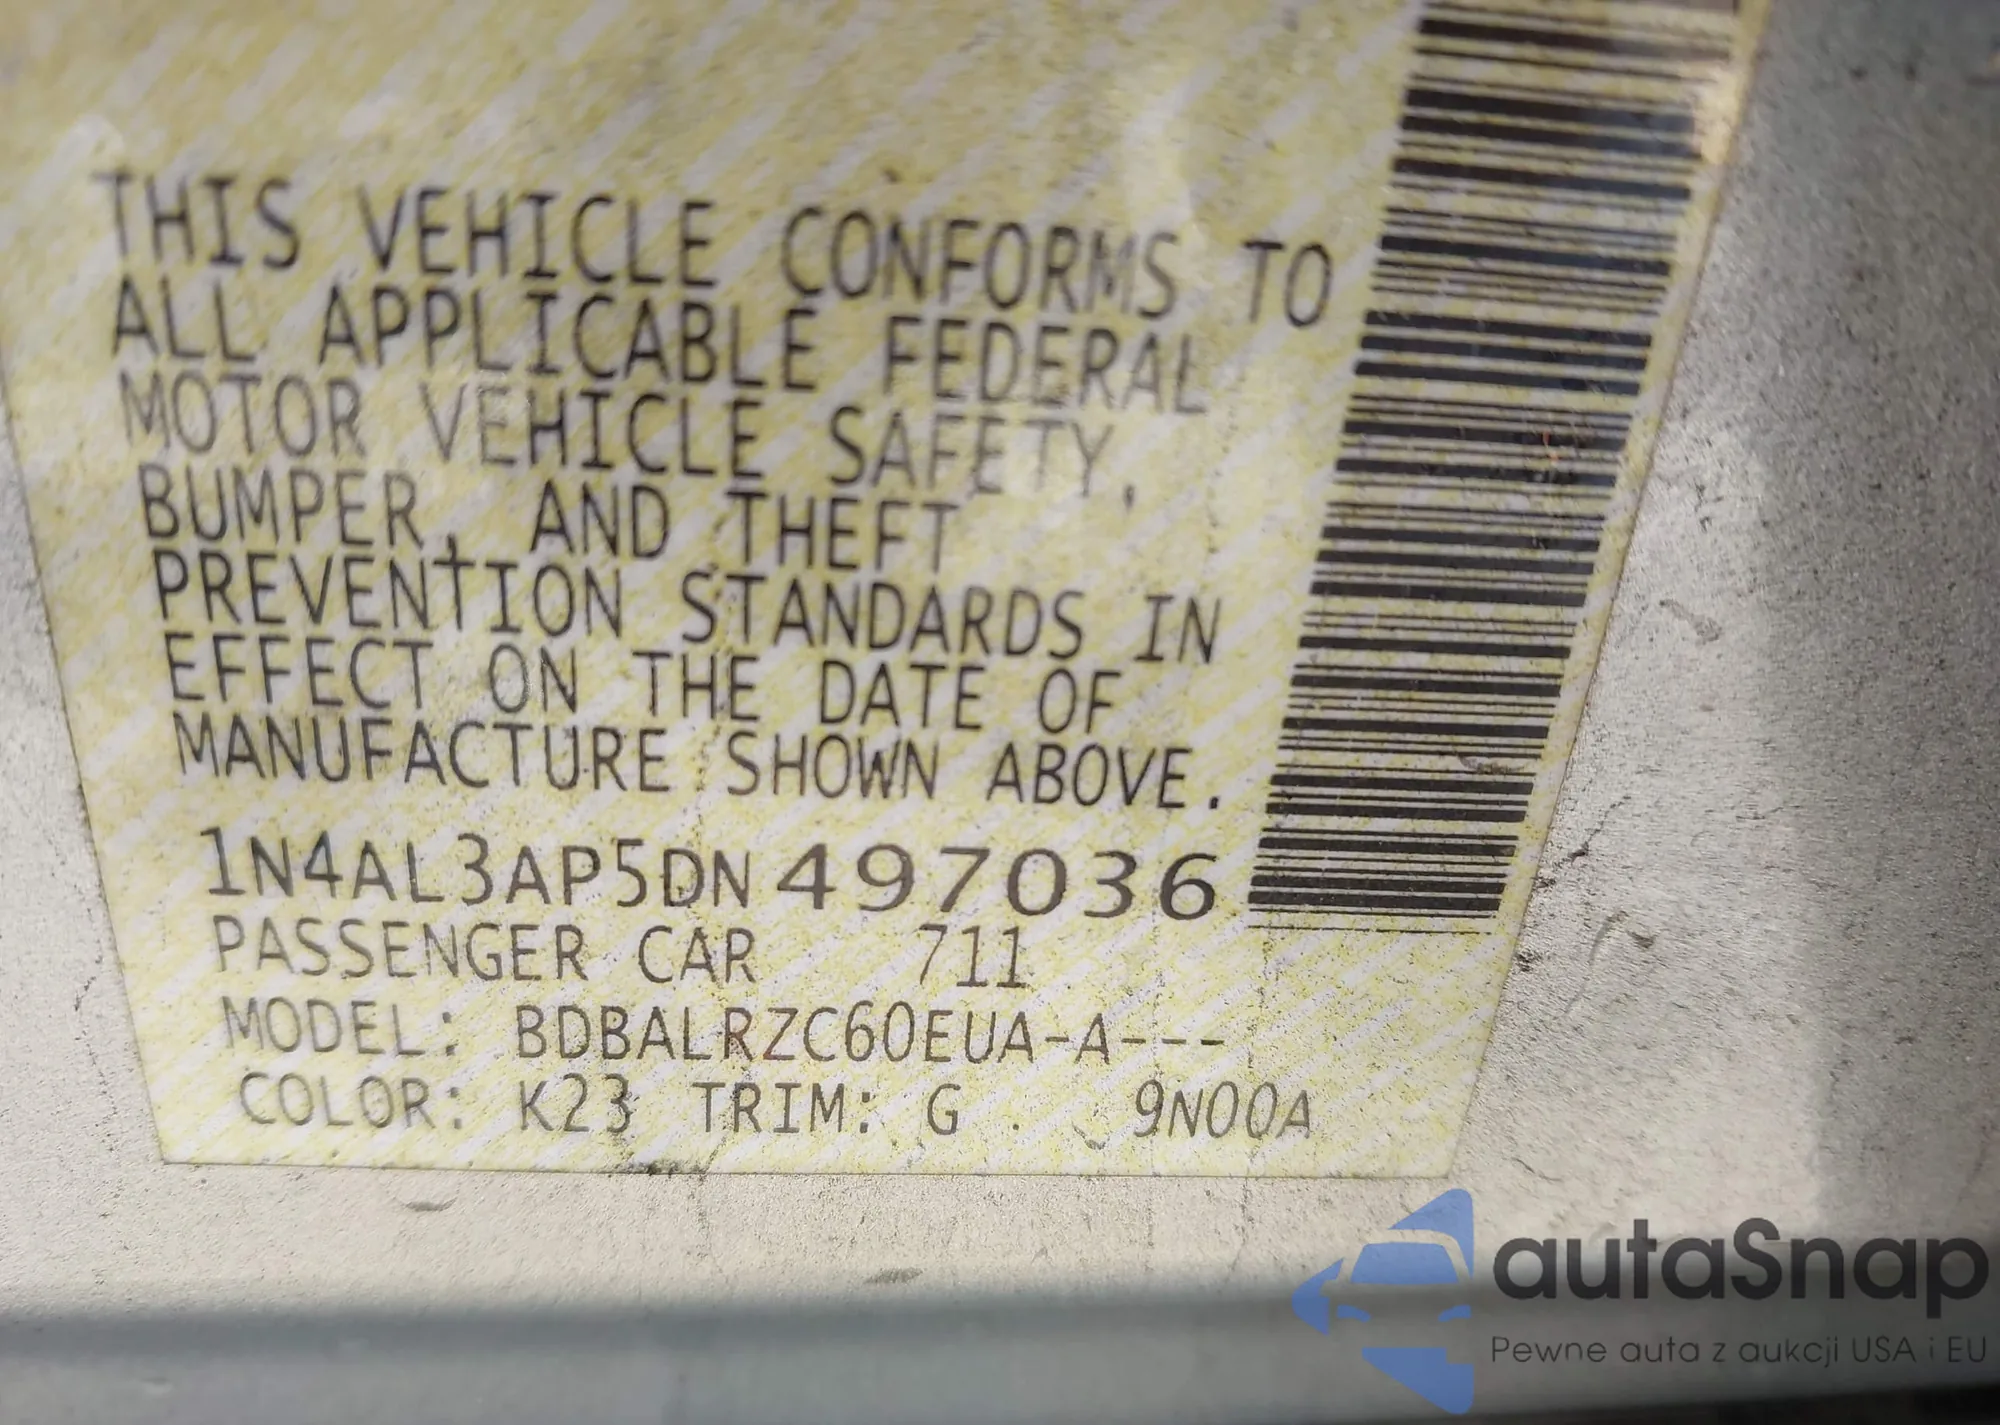 THIS VEHICLE CONFORMS TO
ALL APPLICABLE FEDERAL
MOTOR VEHICLE SAFETY,
BUMPER, AND THEFT
PREVENTION STANDARDS IN
EFFECT ON THE DATE OF
MANUFACTURE SHOWN ABOVE.
1N4AL3AP5DN497036
PASSENGER CAR 711
MODEL: BDBALRZC60EUA-A---
COLOR: K23 TRIM: G 9N00A
autaSnap
Pewne auta z aukcji USA i EU